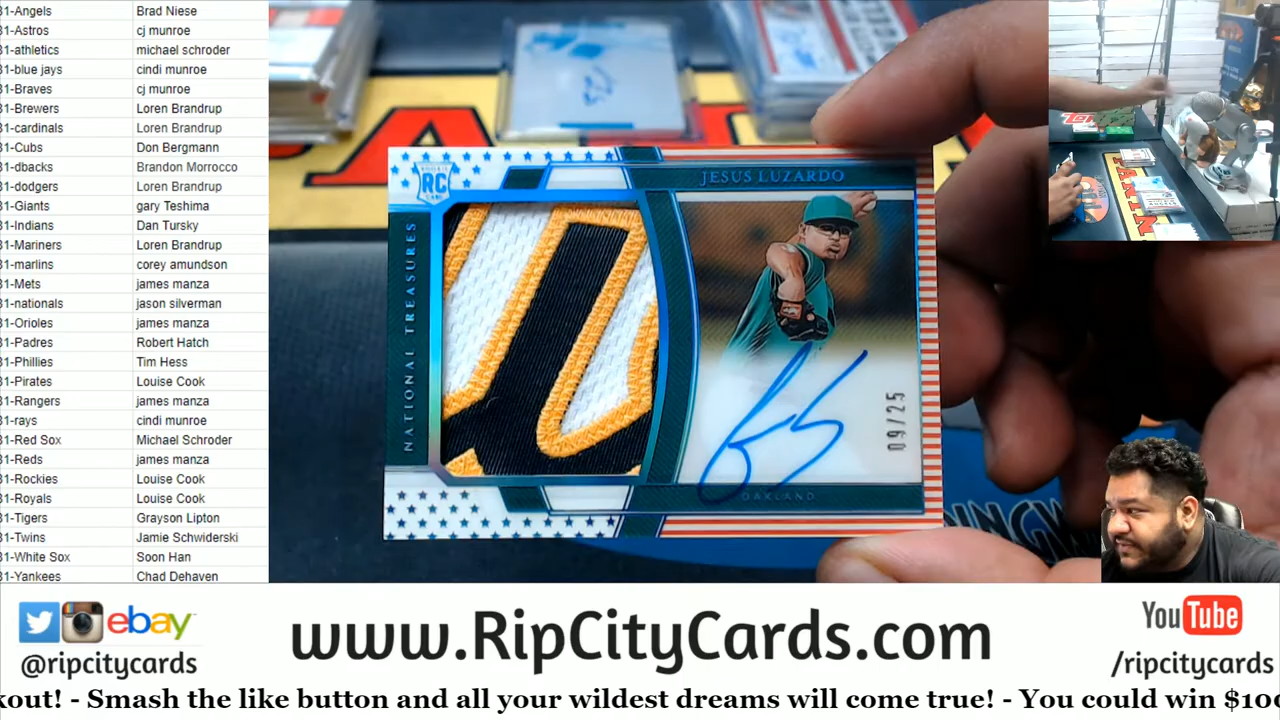 31-Angels Brad Niese
31-Astros cj munroe
31-athletics michael schroder
31-blue jays cindi munroe
31-Braves cj munroe
31-Brewers Loren Brandrup
31-cardinals Loren Brandrup
31-Cubs Don Bergmann
31-dbacks Brandon Morrocco
31-dodgers Loren Brandrup
31-Giants gary Teshima
31-Indians Dan Tursky
31-Mariners Loren Brandrup
31-marlins corey amundson
31-Mets james manza
31-nationals jason silverman
31-Orioles james manza
31-Padres Robert Hatch
31-Phillies Tim Hess
31-Pirates Louise Cook
31-Rangers james manza
31-rays cindi munroe
31-Red Sox Michael Schroder
31-Reds james manza
31-Rockies Louise Cook
31-Royals Louise Cook
31-Tigers Grayson Lipton
31-Twins Jamie Schwiderski
31-White Sox Soon Han
31-Yankees Chad Dehaven
RC
JESUS LUZARDO
NATIONAL TREASURES
09/25
OAKLAND
PANINI
ebay
@ripcitycards
www.RipCityCards.com
YouTube
/ripcitycards
kout! - Smash the like button and all your wildest dreams will come true! - You could win $100